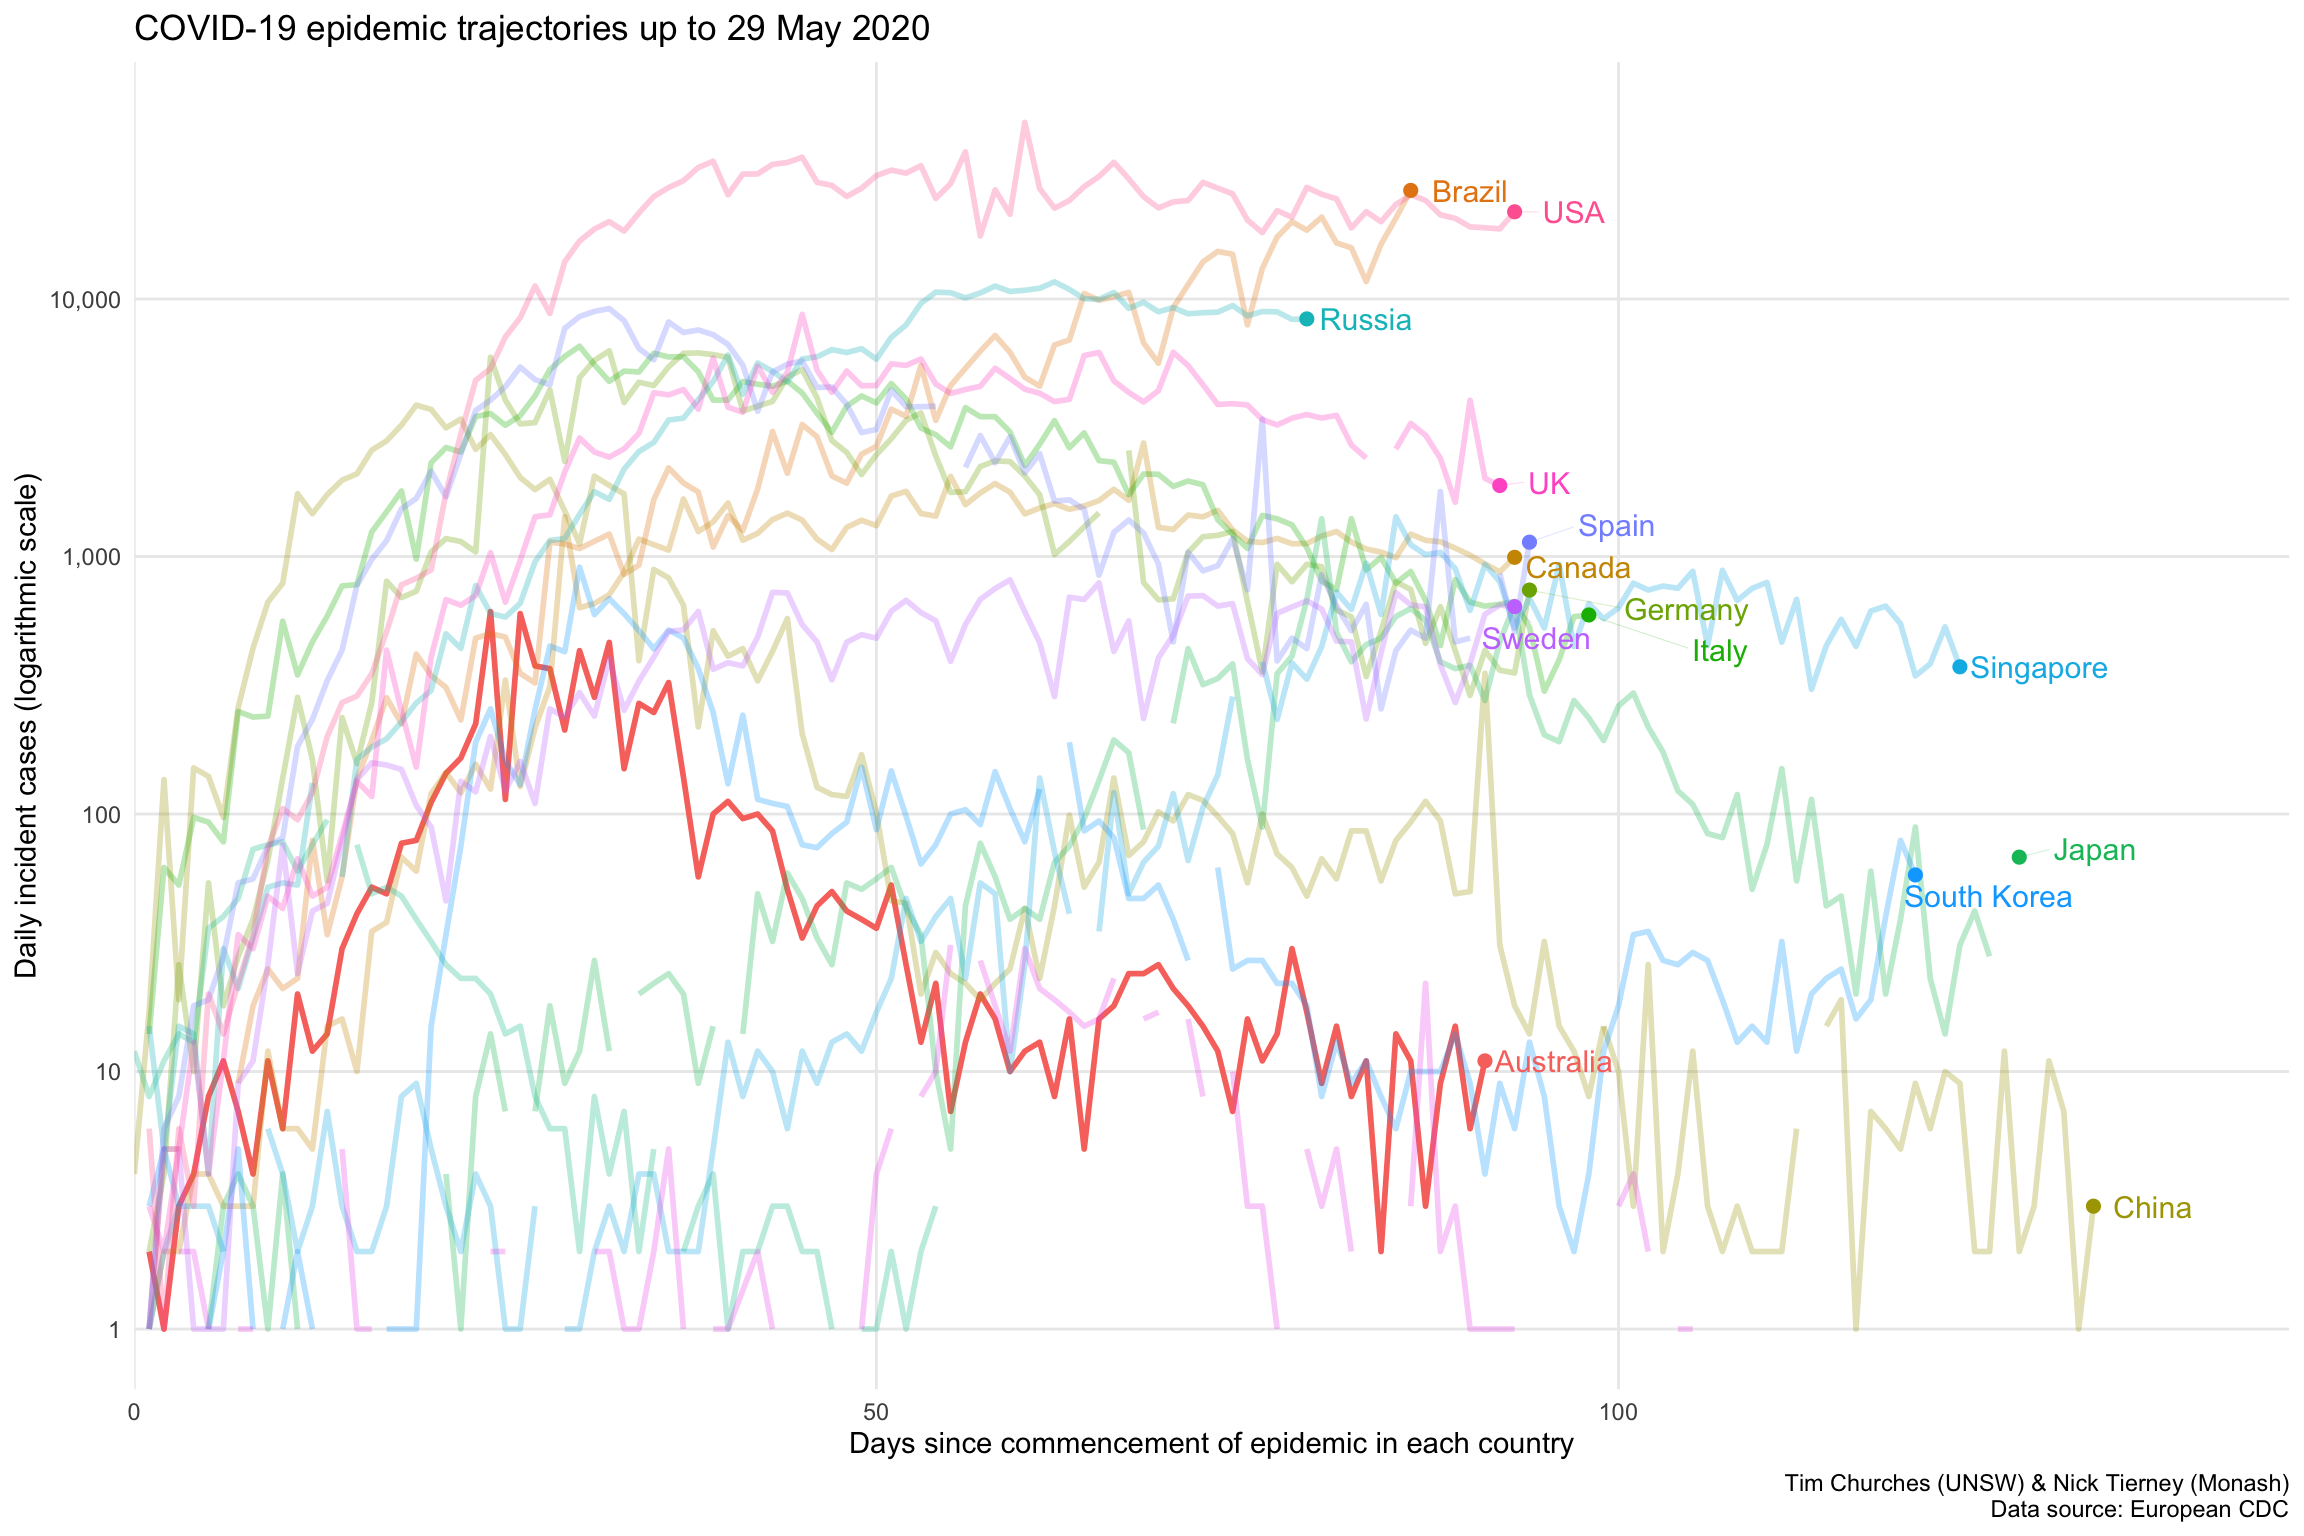 COVID-19 epidemic trajectories up to 29 May 2020
Daily incident cases (logarithmic scale)
10,000
1,000
100
10
1
Brazil
USA
Russia
UK
Spain
Canada
Germany
Sweden
Italy
Singapore
Japan
South Korea
Australia
China
0
50
100
Days since commencement of epidemic in each country
Tim Churches (UNSW) & Nick Tierney (Monash)
Data source: European CDC